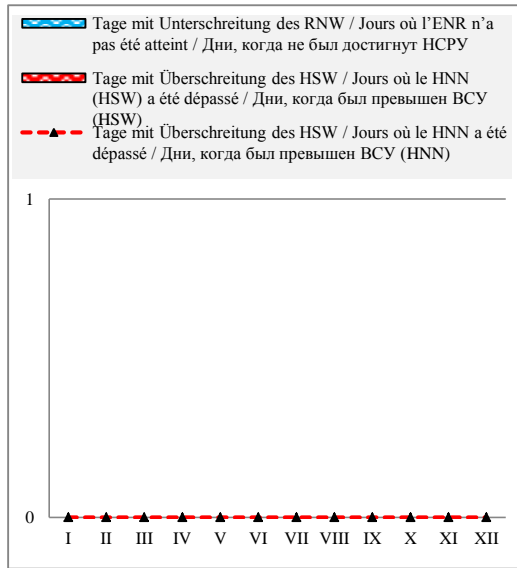 Tage mit Unterschreitung des RNW / Jours où l’ENR n’a
pas été atteint / Дни, когда не был достигнут НСРУ
Tage mit Überschreitung des HSW / Jours où le HNN
(HSW) a été dépassé / Дни, когда был превышен ВСУ
(HSW)
Tage mit Überschreitung des HSW / Jours où le HNN a été
dépassé / Дни, когда был превышен ВСУ (HNN)
1
0
I II III IV V VI VII VIII IX X XI XII